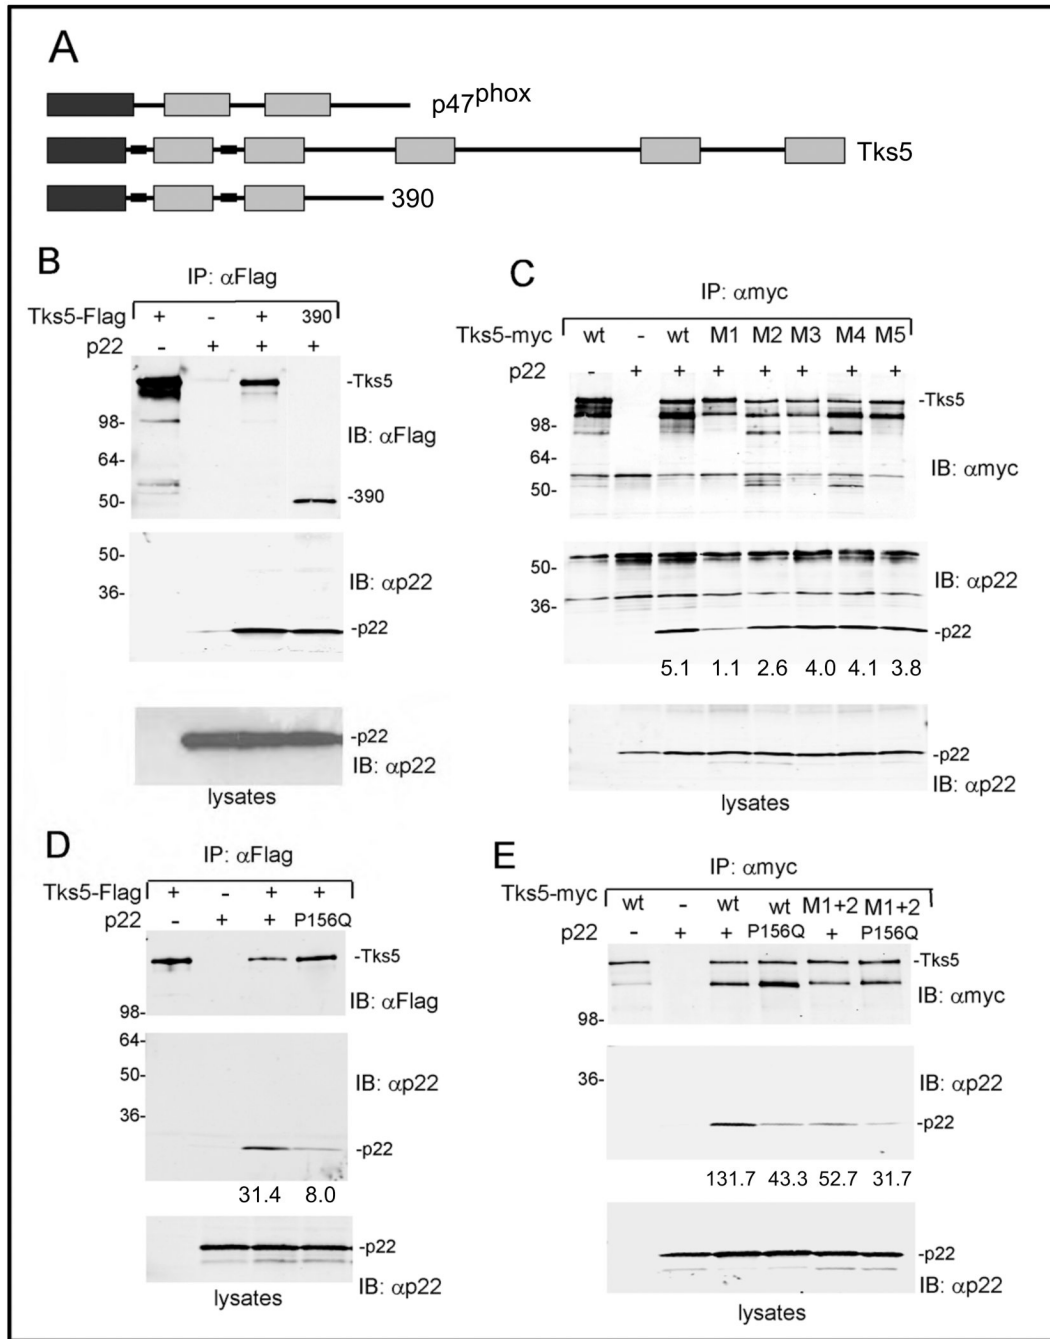 A
p47phox
Tks5
390
B
IP: αFlag
Tks5-Flag + - + 390
p22 - + + +
-Tks5
98-
IB: αFlag
64-
-390
50-
50-
IB: αp22
36-
-p22
-p22
IB: αp22
lysates
C
IP: αmyc
Tks5-myc wt - wt M1 M2 M3 M4 M5
p22 - + + + + + + +
-Tks5
98-
64-
IB: αmyc
50-
50-
IB: αp22
36-
-p22
5.1 1.1 2.6 4.0 4.1 3.8
-p22
IB: αp22
lysates
D
IP: αFlag
Tks5-Flag + - + +
p22 - + + P156Q
-Tks5
IB: αFlag
98-
64-
50-
IB: αp22
36-
-p22
31.4 8.0
-p22
IB: αp22
lysates
E
IP: αmyc
Tks5-myc wt - wt wt M1+2 M1+2
p22 - + + P156Q + P156Q
-Tks5
IB: αmyc
98-
36-
IB: αp22
-p22
131.7 43.3 52.7 31.7
-p22
IB: αp22
lysates